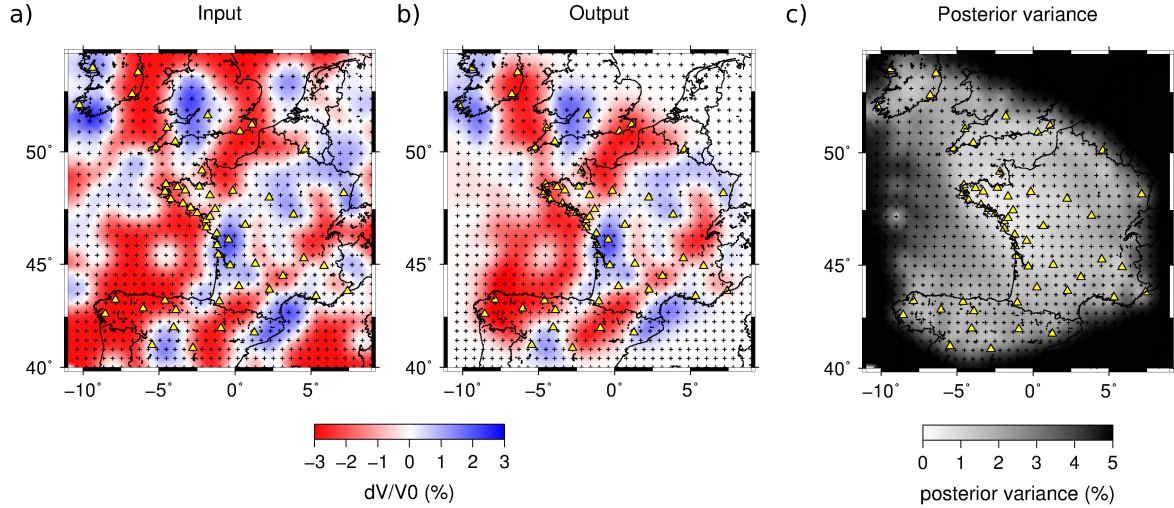 a) Input b) Output c) Posterior variance
50° 50° 50°
45° 45° 45°
40° 40° 40°
−10° −5° 0° 5° −10° −5° 0° 5° −10° −5° 0° 5°
−3 −2 −1 0 1 2 3 0 1 2 3 4 5
dV/V0 (%) posterior variance (%)